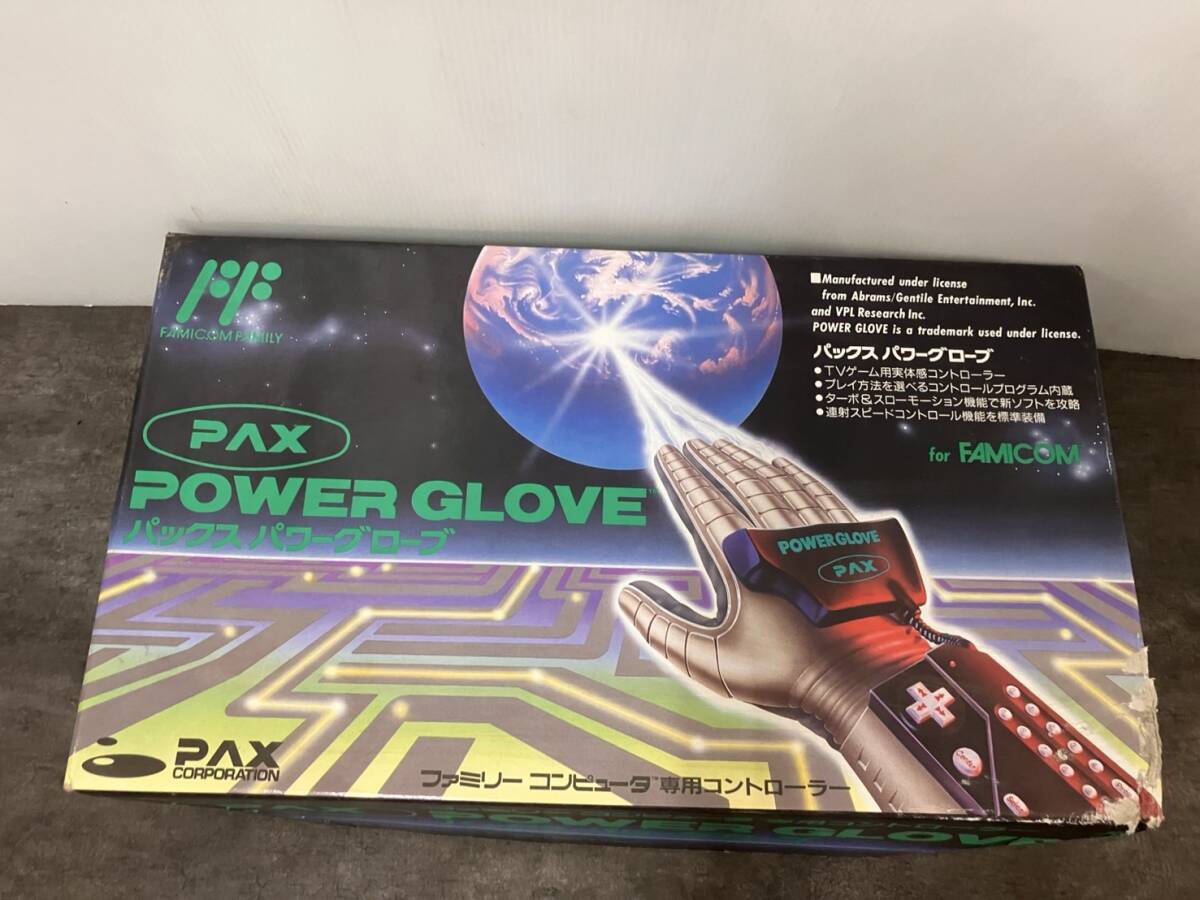 FAMICOM FAMILY
PAX
POWER GLOVE™
パックス パワーグローブ
■Manufactured under license
from Abrams/Gentile Entertainment, Inc.
and VPL Research Inc.
POWER GLOVE is a trademark used under license.
パックス パワーグローブ
●TVゲーム用実体感コントローラー
●プレイ方法を選べるコントロールプログラム内蔵
●ターボ&スローモーション機能で新ソフトを攻略
●連射スピードコントロール機能を標準装備
for FAMICOM
POWER GLOVE
PAX
Center
PAX
CORPORATION
ファミリー コンピュータ™専用コントローラー
PAX POWER GLOVE